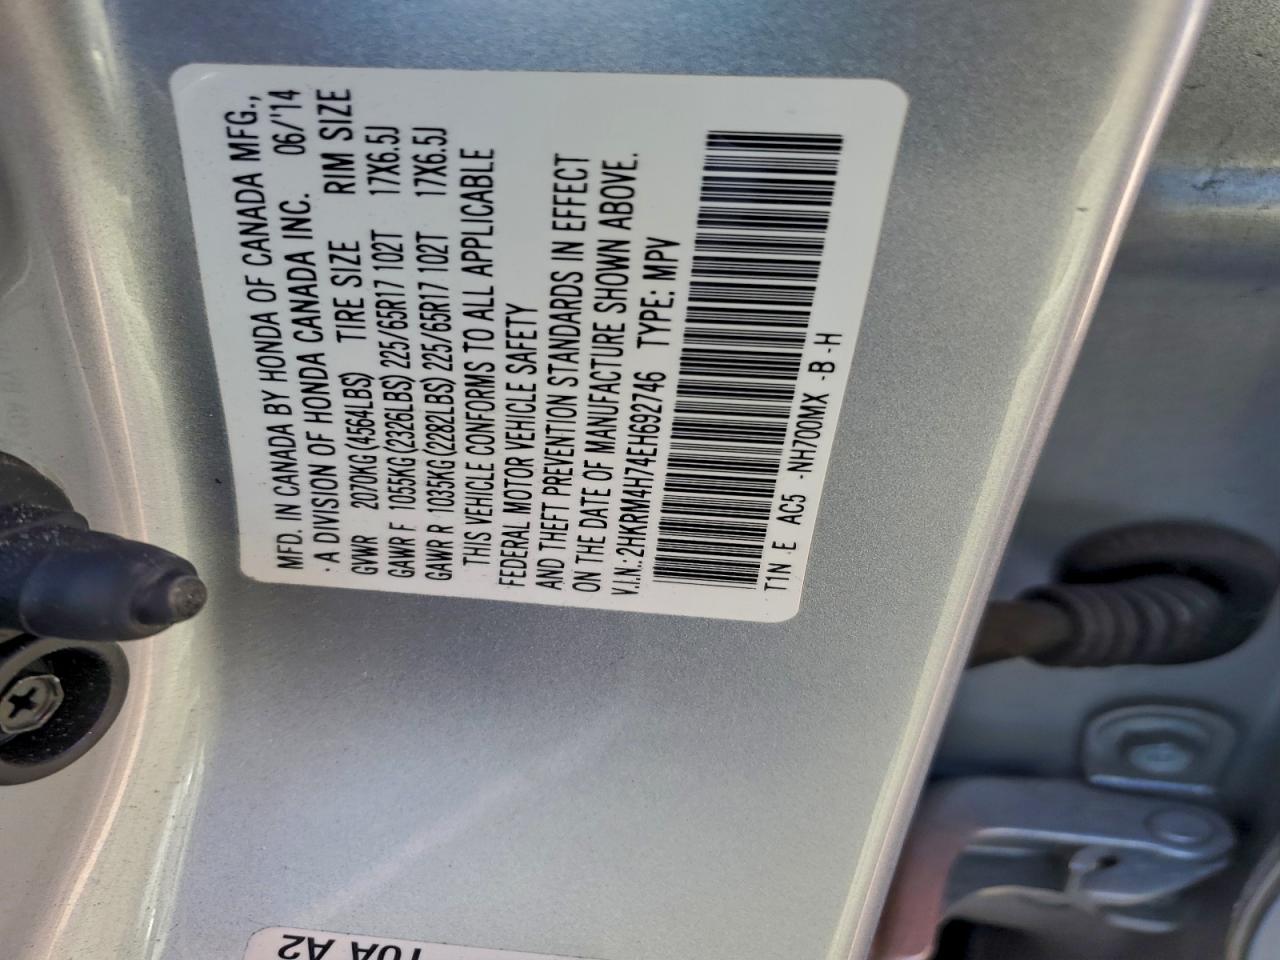 MFD. IN CANADA BY HONDA OF CANADA MFG.,
A DIVISION OF HONDA CANADA INC. 06/'14
GVWR 2070KG(4564LBS) TIRE SIZE RIM SIZE
GAWR F 1055KG(2326LBS) 225/65R17 102T 17X6.5J
GAWR R 1035KG(2282LBS) 225/65R17 102T 17X6.5J
THIS VEHICLE CONFORMS TO ALL APPLICABLE
FEDERAL MOTOR VEHICLE SAFETY
AND THEFT PREVENTION STANDARDS IN EFFECT
ON THE DATE OF MANUFACTURE SHOWN ABOVE.
V.I.N.:2HKRM4H74EH692746 TYPE: MPV
T1N E AC5 -NH700MX -B -H
A2